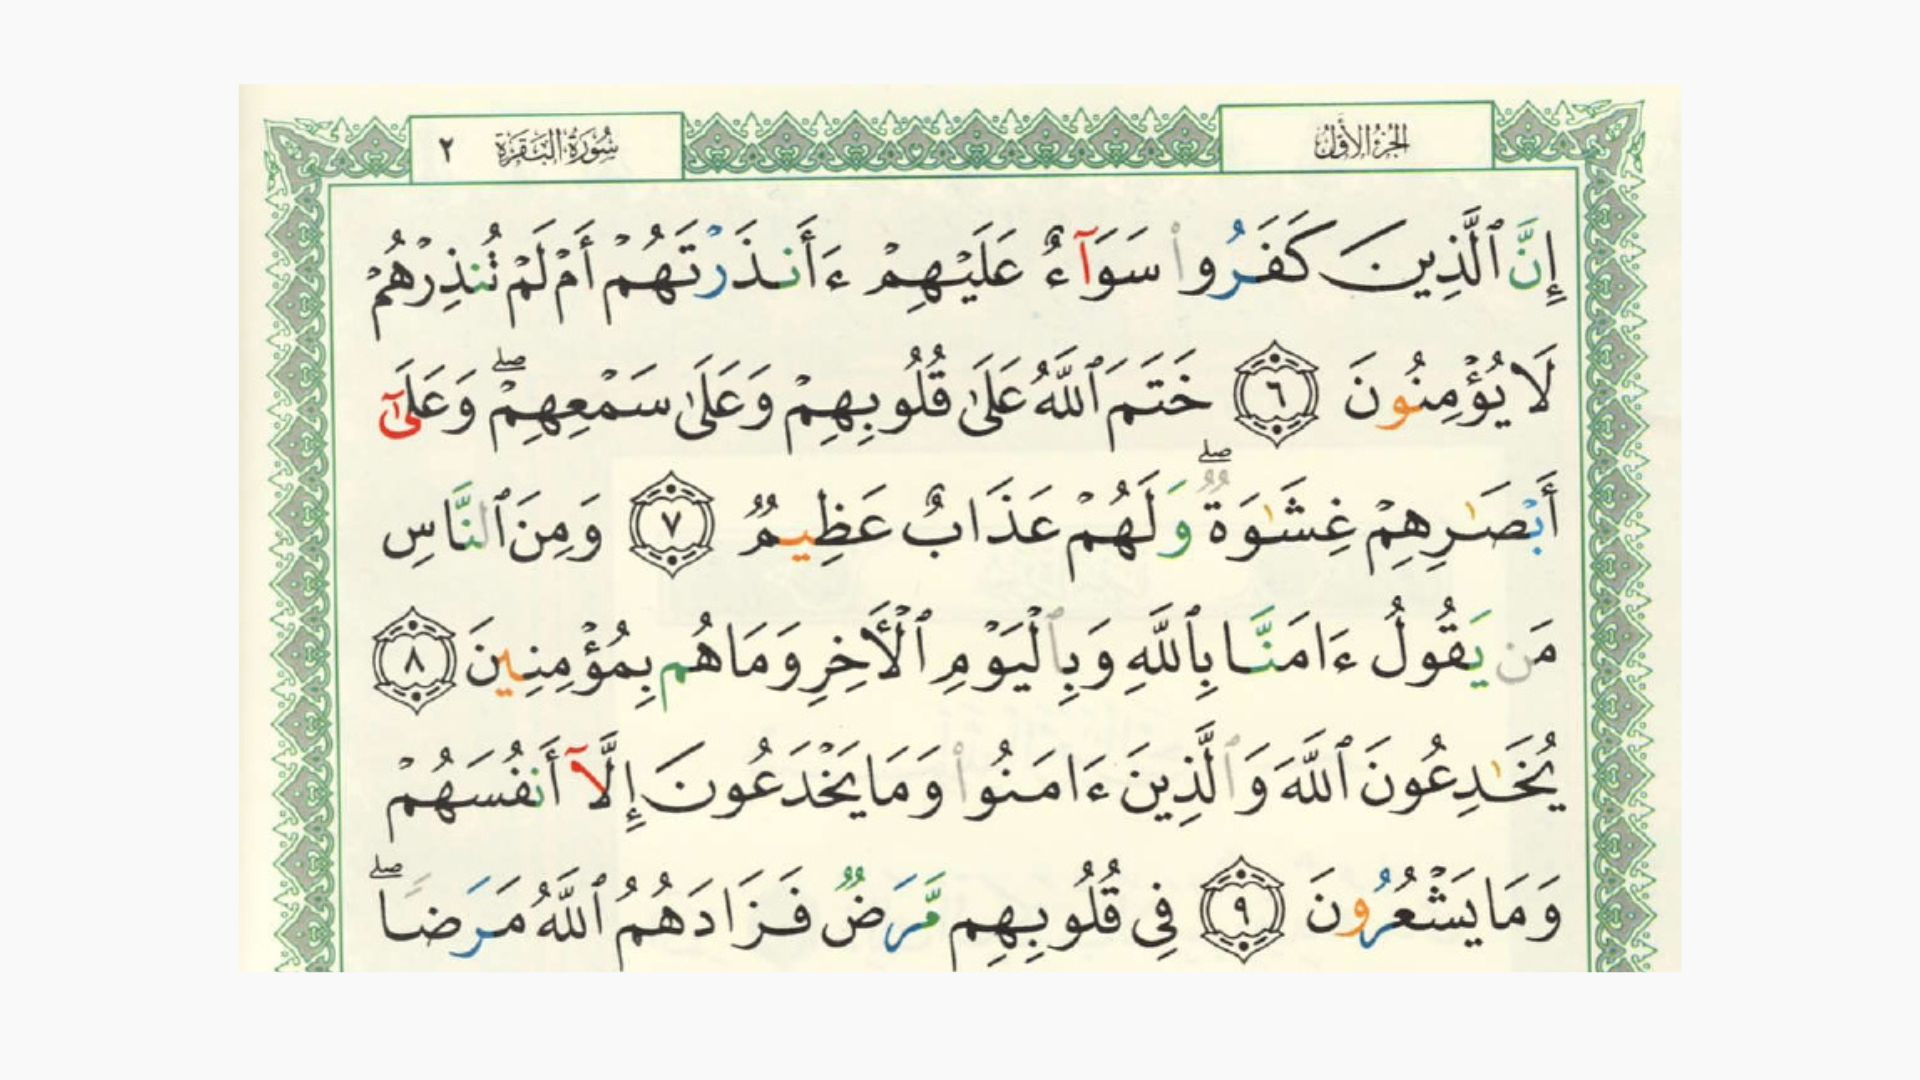 الجزء الأول
سورة البقرة ٢
إِنَّ ٱلَّذِينَ كَفَرُوا۟ سَوَآءٌ عَلَيْهِمْ ءَأَنذَرْتَهُمْ أَمْ لَمْ تُنذِرْهُمْ
لَا يُؤْمِنُونَ ٦ خَتَمَ ٱللَّهُ عَلَىٰ قُلُوبِهِمْ وَعَلَىٰ سَمْعِهِمْ ۖ وَعَلَىٰٓ
أَبْصَـٰرِهِمْ غِشَـٰوَةٌ ۖ وَلَهُمْ عَذَابٌ عَظِيمٌ ٧ وَمِنَ ٱلنَّاسِ
مَن يَقُولُ ءَامَنَّا بِٱللَّهِ وَبِٱلْيَوْمِ ٱلْأَخِرِ وَمَا هُم بِمُؤْمِنِينَ ٨
يُخَـٰدِعُونَ ٱللَّهَ وَٱلَّذِينَ ءَامَنُوا۟ وَمَا يَخْدَعُونَ إِلَّآ أَنفُسَهُمْ
وَمَا يَشْعُرُونَ ٩ فِى قُلُوبِهِم مَّرَضٌ فَزَادَهُمُ ٱللَّهُ مَرَضًا ۖ